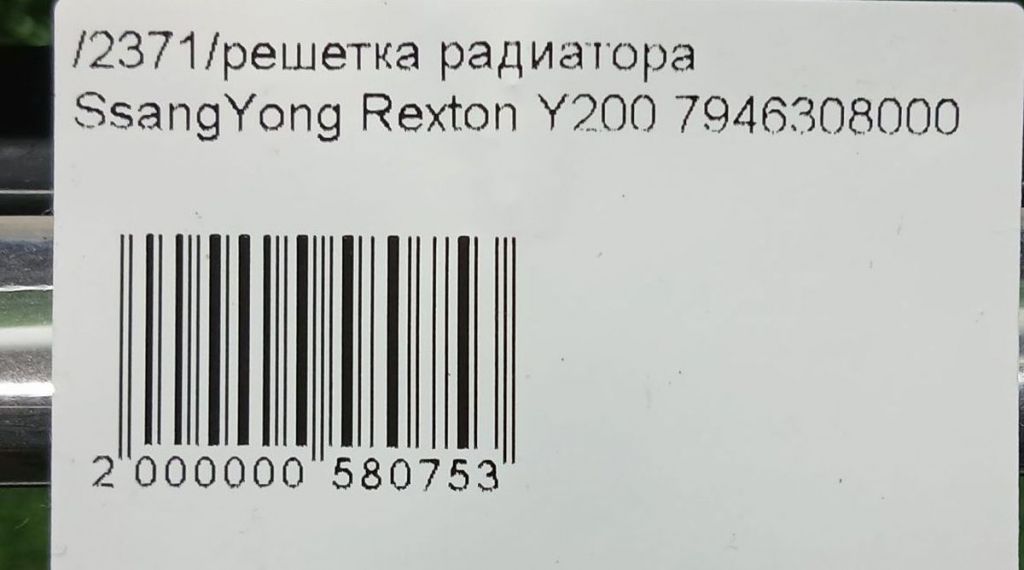 /2371/решетка радиатора
SsangYong Rexton Y200 7946308000
2 000000 580753